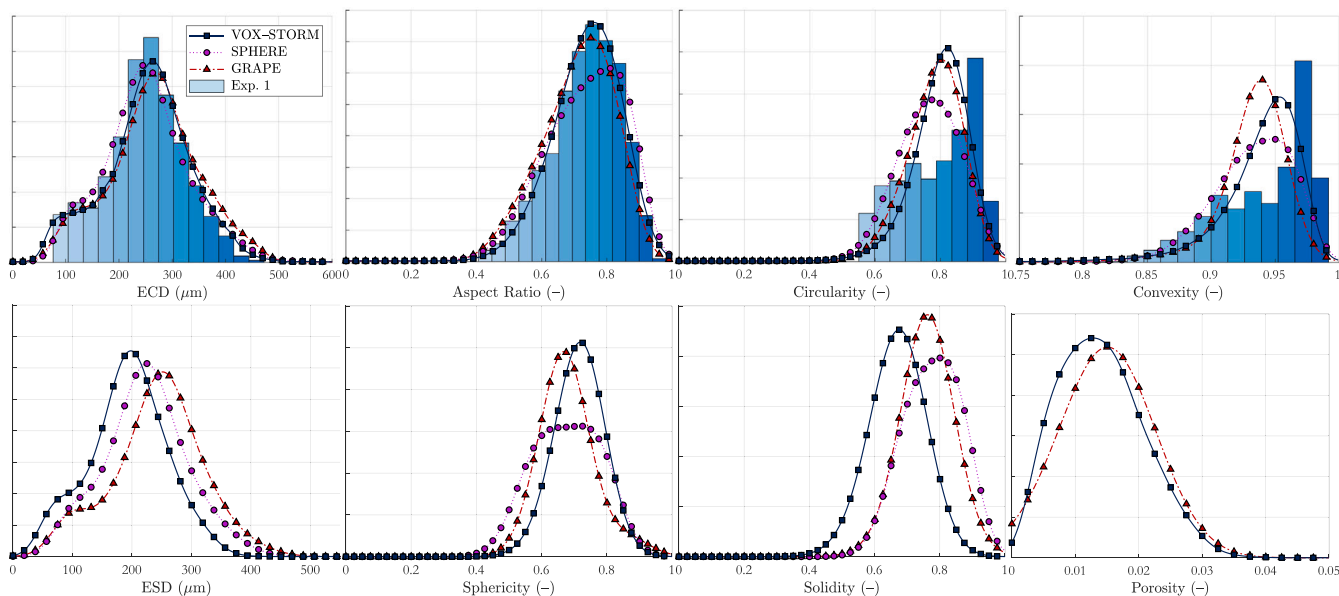 VOX–STORM
SPHERE
GRAPE
Exp. 1
0 100 200 300 400 500 600
ECD (μm)
0 0.2 0.4 0.6 0.8 1
Aspect Ratio (–)
0 0.2 0.4 0.6 0.8 1
Circularity (–)
0.75 0.8 0.85 0.9 0.95 1
Convexity (–)
0 100 200 300 400 500
ESD (μm)
0 0.2 0.4 0.6 0.8 1
Sphericity (–)
0 0.2 0.4 0.6 0.8 1
Solidity (–)
0 0.01 0.02 0.03 0.04 0.05
Porosity (–)